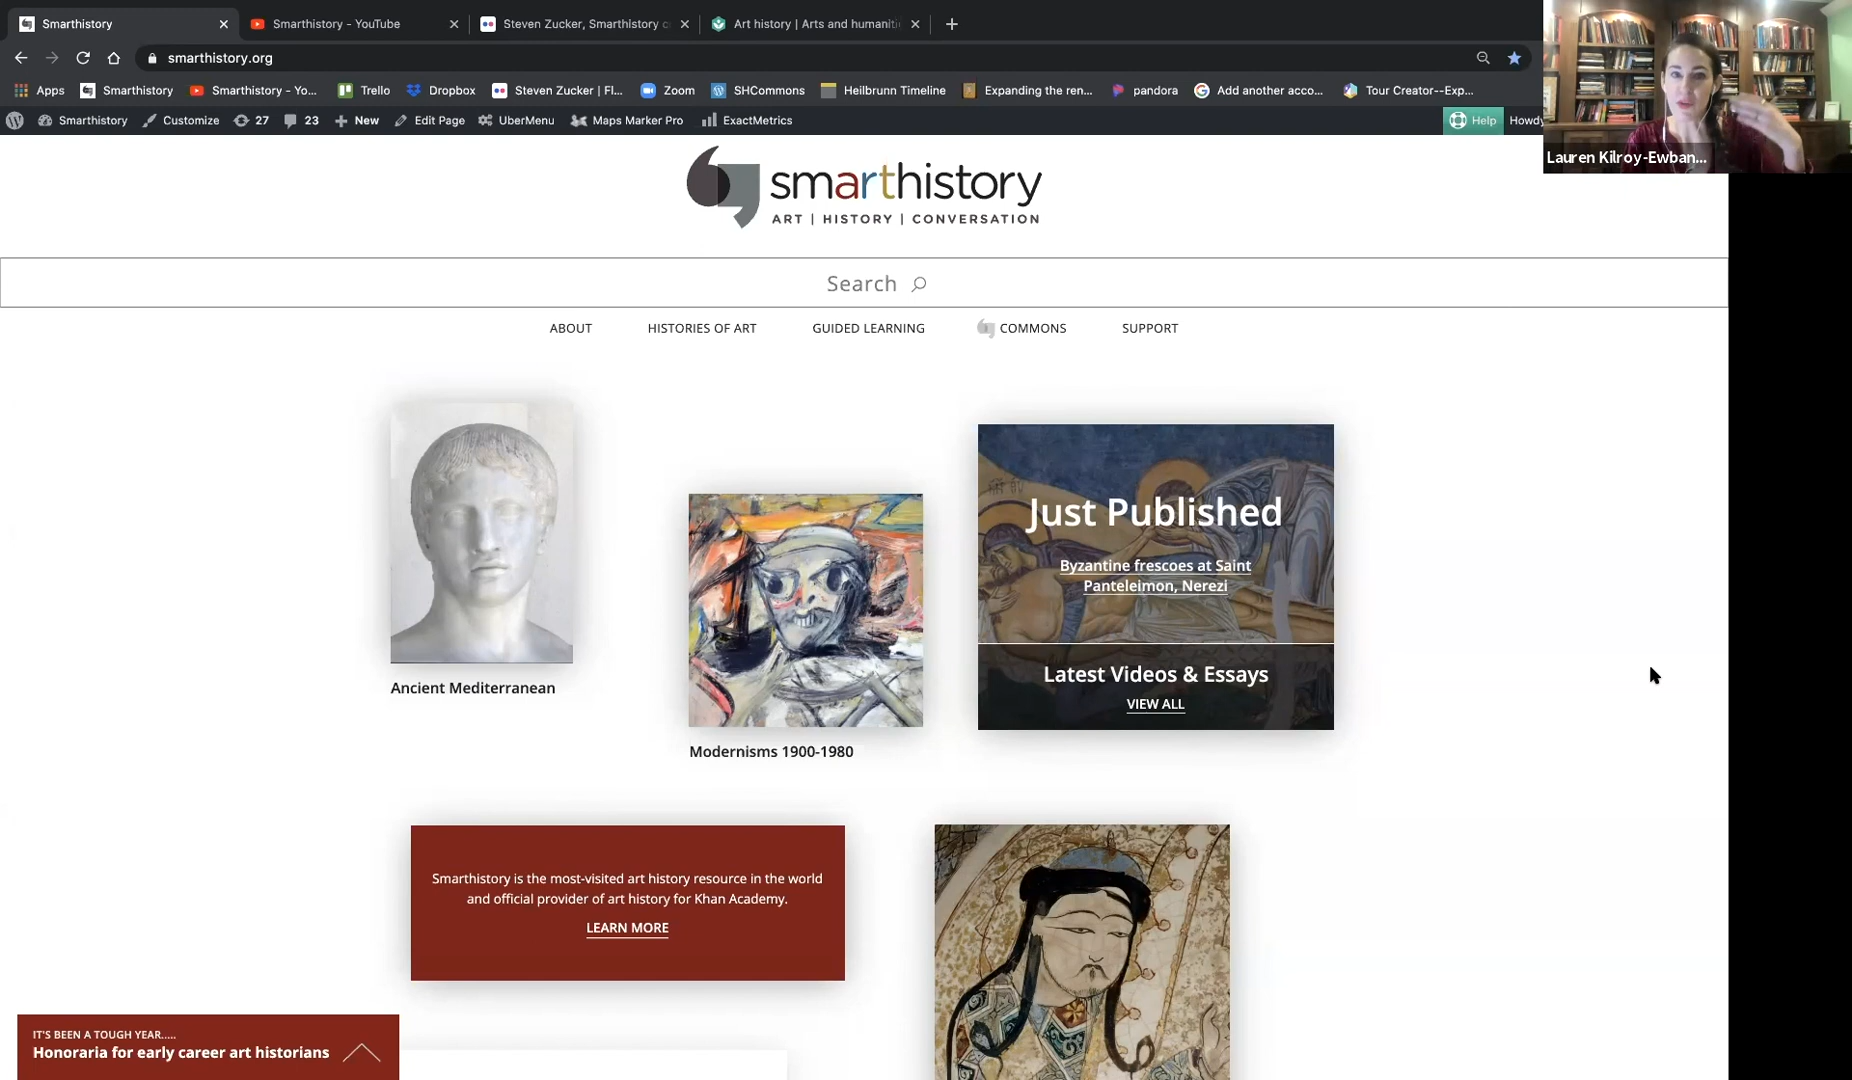 Smarthistory
Smarthistory - YouTube
Steven Zucker, Smarthistory c
Art history | Arts and humaniti
smarthistory.org
Apps
Smarthistory
Smarthistory - Yo...
Trello
Dropbox
Steven Zucker | Fl...
Zoom
SHCommons
Heilbrunn Timeline
Expanding the ren...
pandora
Add another acco...
Tour Creator--Exp...
Smarthistory
Customize
27
23
New
Edit Page
UberMenu
Maps Marker Pro
ExactMetrics
Help
Howdy
Lauren Kilroy-Ewban...
smarthistory
ART | HISTORY | CONVERSATION
Search
ABOUT
HISTORIES OF ART
GUIDED LEARNING
COMMONS
SUPPORT
Just Published
Byzantine frescoes at Saint
Panteleimon, Nerezi
Latest Videos & Essays
VIEW ALL
Ancient Mediterranean
Modernisms 1900-1980
Smarthistory is the most-visited art history resource in the world
and official provider of art history for Khan Academy.
LEARN MORE
IT'S BEEN A TOUGH YEAR.....
Honoraria for early career art historians